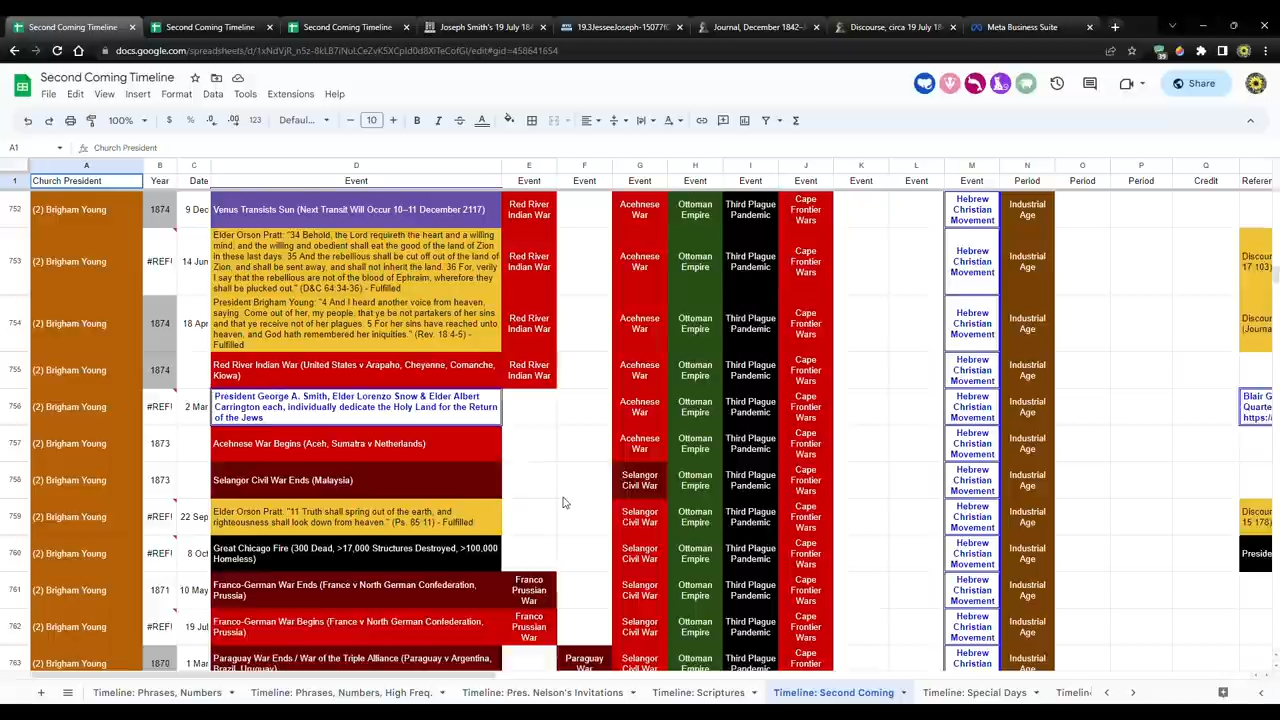 Second Coming Timeline
Second Coming Timeline
Second Coming Timeline
Joseph Smith's 19 July 184
Journal, December 1842–
Discourse, circa 19 July 184
Meta Business Suite
Second Coming Timeline
File Edit View Insert Format Data Tools Extensions Help
Share
100% $ % .0 .00 123 Defaul... 10
A1 Church President
A B C D E F G H I J K L M N O P Q
1 Church President Year Date Event Event Event Event Event Event Event Event Event Event Period Period Period Credit Referen
752 (2) Brigham Young 1874 9 Dec Venus Transists Sun (Next Transit Will Occur 10–11 December 2117)
Red River
Indian War
Acehnese
War
Ottoman
Empire
Third Plague
Pandemic
Cape
Frontier
Wars
Hebrew
Christian
Movement
Industrial
Age
753 (2) Brigham Young #REF! 14 Jun
Elder Orson Pratt: "34 Behold, the Lord requireth the heart and a willing
mind; and the willing and obedient shall eat the good of the land of Zion
in these last days. 35 And the rebellious shall be cut off out of the land of
Zion, and shall be sent away, and shall not inherit the land. 36 For, verily
I say that the rebellious are not of the blood of Ephraim, wherefore they
shall be plucked out." (D&C 64:34-36) - Fulfilled
Red River
Indian War
Acehnese
War
Ottoman
Empire
Third Plague
Pandemic
Cape
Frontier
Wars
Hebrew
Christian
Movement
Industrial
Age
Discour
17 103)
754 (2) Brigham Young 1874 18 Apr
President Brigham Young: "4 And I heard another voice from heaven,
saying, Come out of her, my people, that ye be not partakers of her sins
and that ye receive not of her plagues. 5 For her sins have reached unto
heaven, and God hath remembered her iniquities." (Rev. 18:4-5) -
Fulfilled
Red River
Indian War
Acehnese
War
Ottoman
Empire
Third Plague
Pandemic
Cape
Frontier
Wars
Hebrew
Christian
Movement
Industrial
Age
Discour
(Journa
755 (2) Brigham Young 1874
Red River Indian War (United States v Arapaho, Cheyenne, Comanche,
Kiowa)
Red River
Indian War
Acehnese
War
Ottoman
Empire
Third Plague
Pandemic
Cape
Frontier
Wars
Hebrew
Christian
Movement
Industrial
Age
756 (2) Brigham Young #REF! 2 Mar
President George A. Smith, Elder Lorenzo Snow & Elder Albert
Carrington each, individually dedicate the Holy Land for the Return
of the Jews
Acehnese
War
Ottoman
Empire
Third Plague
Pandemic
Cape
Frontier
Wars
Hebrew
Christian
Movement
Industrial
Age
Blair G
Quarte
https:/
757 (2) Brigham Young 1873 Acehnese War Begins (Aceh, Sumatra v Netherlands)
Acehnese
War
Ottoman
Empire
Third Plague
Pandemic
Cape
Frontier
Wars
Hebrew
Christian
Movement
Industrial
Age
758 (2) Brigham Young 1873 Selangor Civil War Ends (Malaysia)
Selangor
Civil War
Ottoman
Empire
Third Plague
Pandemic
Cape
Frontier
Wars
Hebrew
Christian
Movement
Industrial
Age
759 (2) Brigham Young #REF! 22 Sep
Elder Orson Pratt: "11 Truth shall spring out of the earth, and
righteousness shall look down from heaven." (Ps. 85:11) - Fulfilled
Selangor
Civil War
Ottoman
Empire
Third Plague
Pandemic
Cape
Frontier
Wars
Hebrew
Christian
Movement
Industrial
Age
Discour
15 178)
760 (2) Brigham Young #REF! 8 Oct
Great Chicago Fire (300 Dead, >17,000 Structures Destroyed, >100,000
Homeless)
Selangor
Civil War
Ottoman
Empire
Third Plague
Pandemic
Cape
Frontier
Wars
Hebrew
Christian
Movement
Industrial
Age
Preside
761 (2) Brigham Young 1871 10 May
Franco-German War Ends (France v North German Confederation,
Prussia)
Franco
Prussian
War
Selangor
Civil War
Ottoman
Empire
Third Plague
Pandemic
Cape
Frontier
Wars
Hebrew
Christian
Movement
Industrial
Age
762 (2) Brigham Young #REF! 19 Jul
Franco-German War Begins (France v North German Confederation,
Prussia)
Franco
Prussian
War
Selangor
Civil War
Ottoman
Empire
Third Plague
Pandemic
Cape
Frontier
Wars
Hebrew
Christian
Movement
Industrial
Age
763 (2) Brigham Young 1870 1 Mar
Paraguay War Ends / War of the Triple Alliance (Paraguay v Argentina,
Brazil, Uruguay)
Paraguay
War
Selangor
Civil War
Ottoman
Empire
Third Plague
Pandemic
Cape
Frontier
Hebrew
Christian
Industrial
Age
Timeline: Phrases, Numbers
Timeline: Phrases, Numbers, High Freq.
Timeline: Pres. Nelson's Invitations
Timeline: Scriptures
Timeline: Second Coming
Timeline: Special Days
Timelin